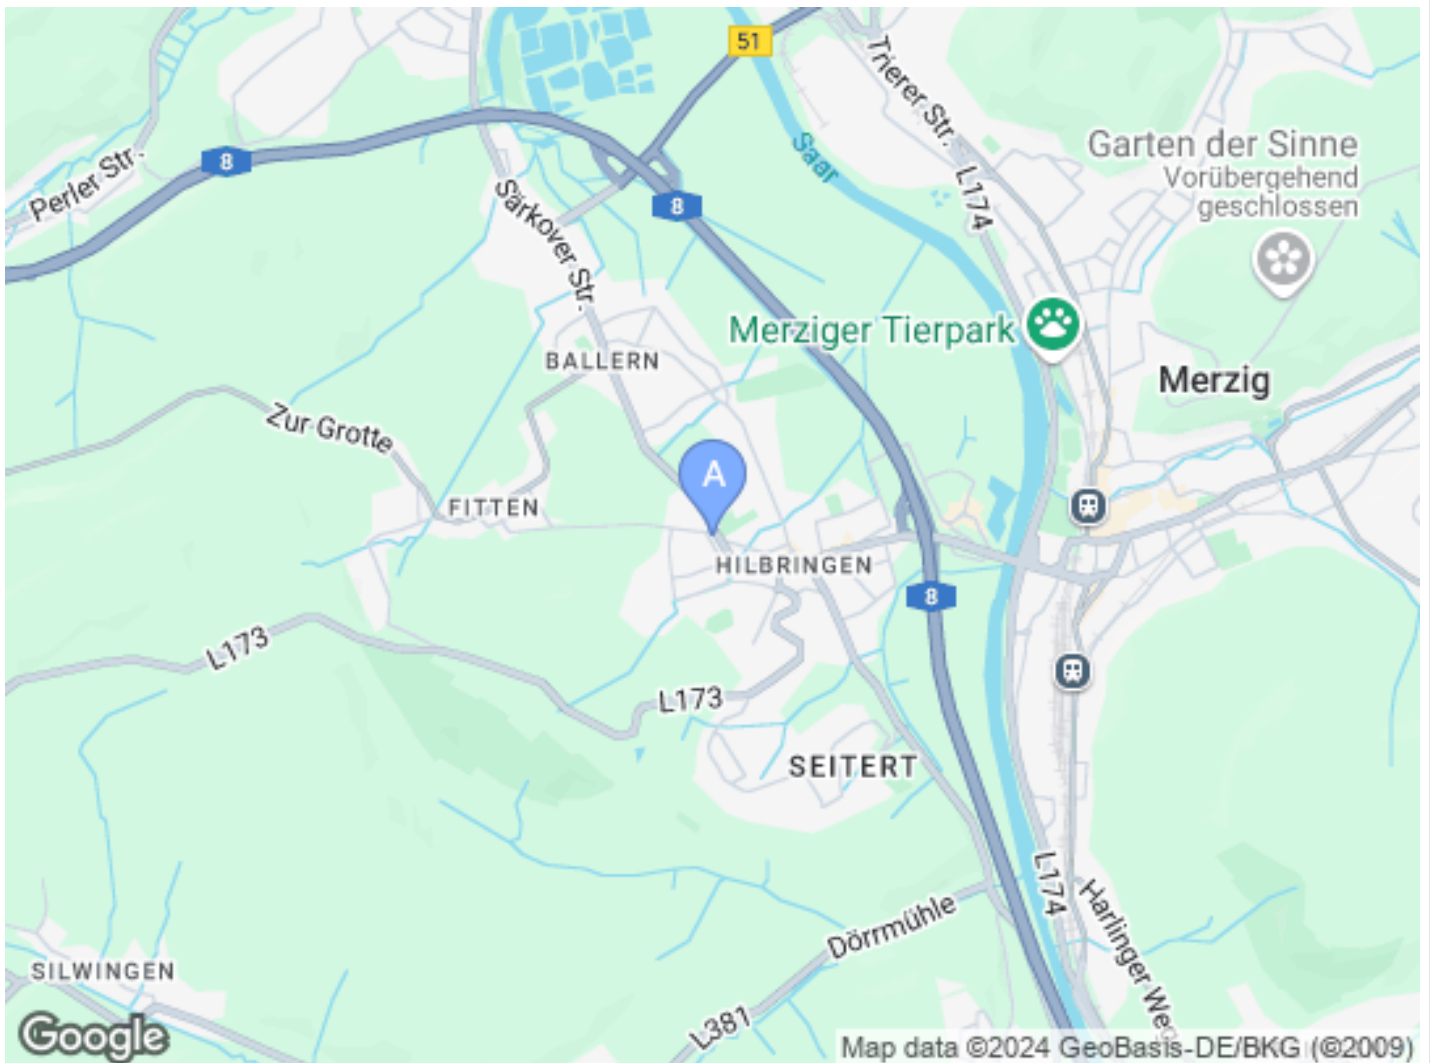 51
Trierer Str.
Saar
Garten der Sinne
Vorübergehend
geschlossen
8
Perler Str.
L174
8
Särkover Str.
Merziger Tierpark
BALLERN
Merzig
Zur Grotte
A
FITTEN
HILBRINGEN
8
L173
L173
SEITERT
L174
Harlinger Weg
Dörrmühle
SILWINGEN
L381
Google
Map data ©2024 GeoBasis-DE/BKG (©2009)